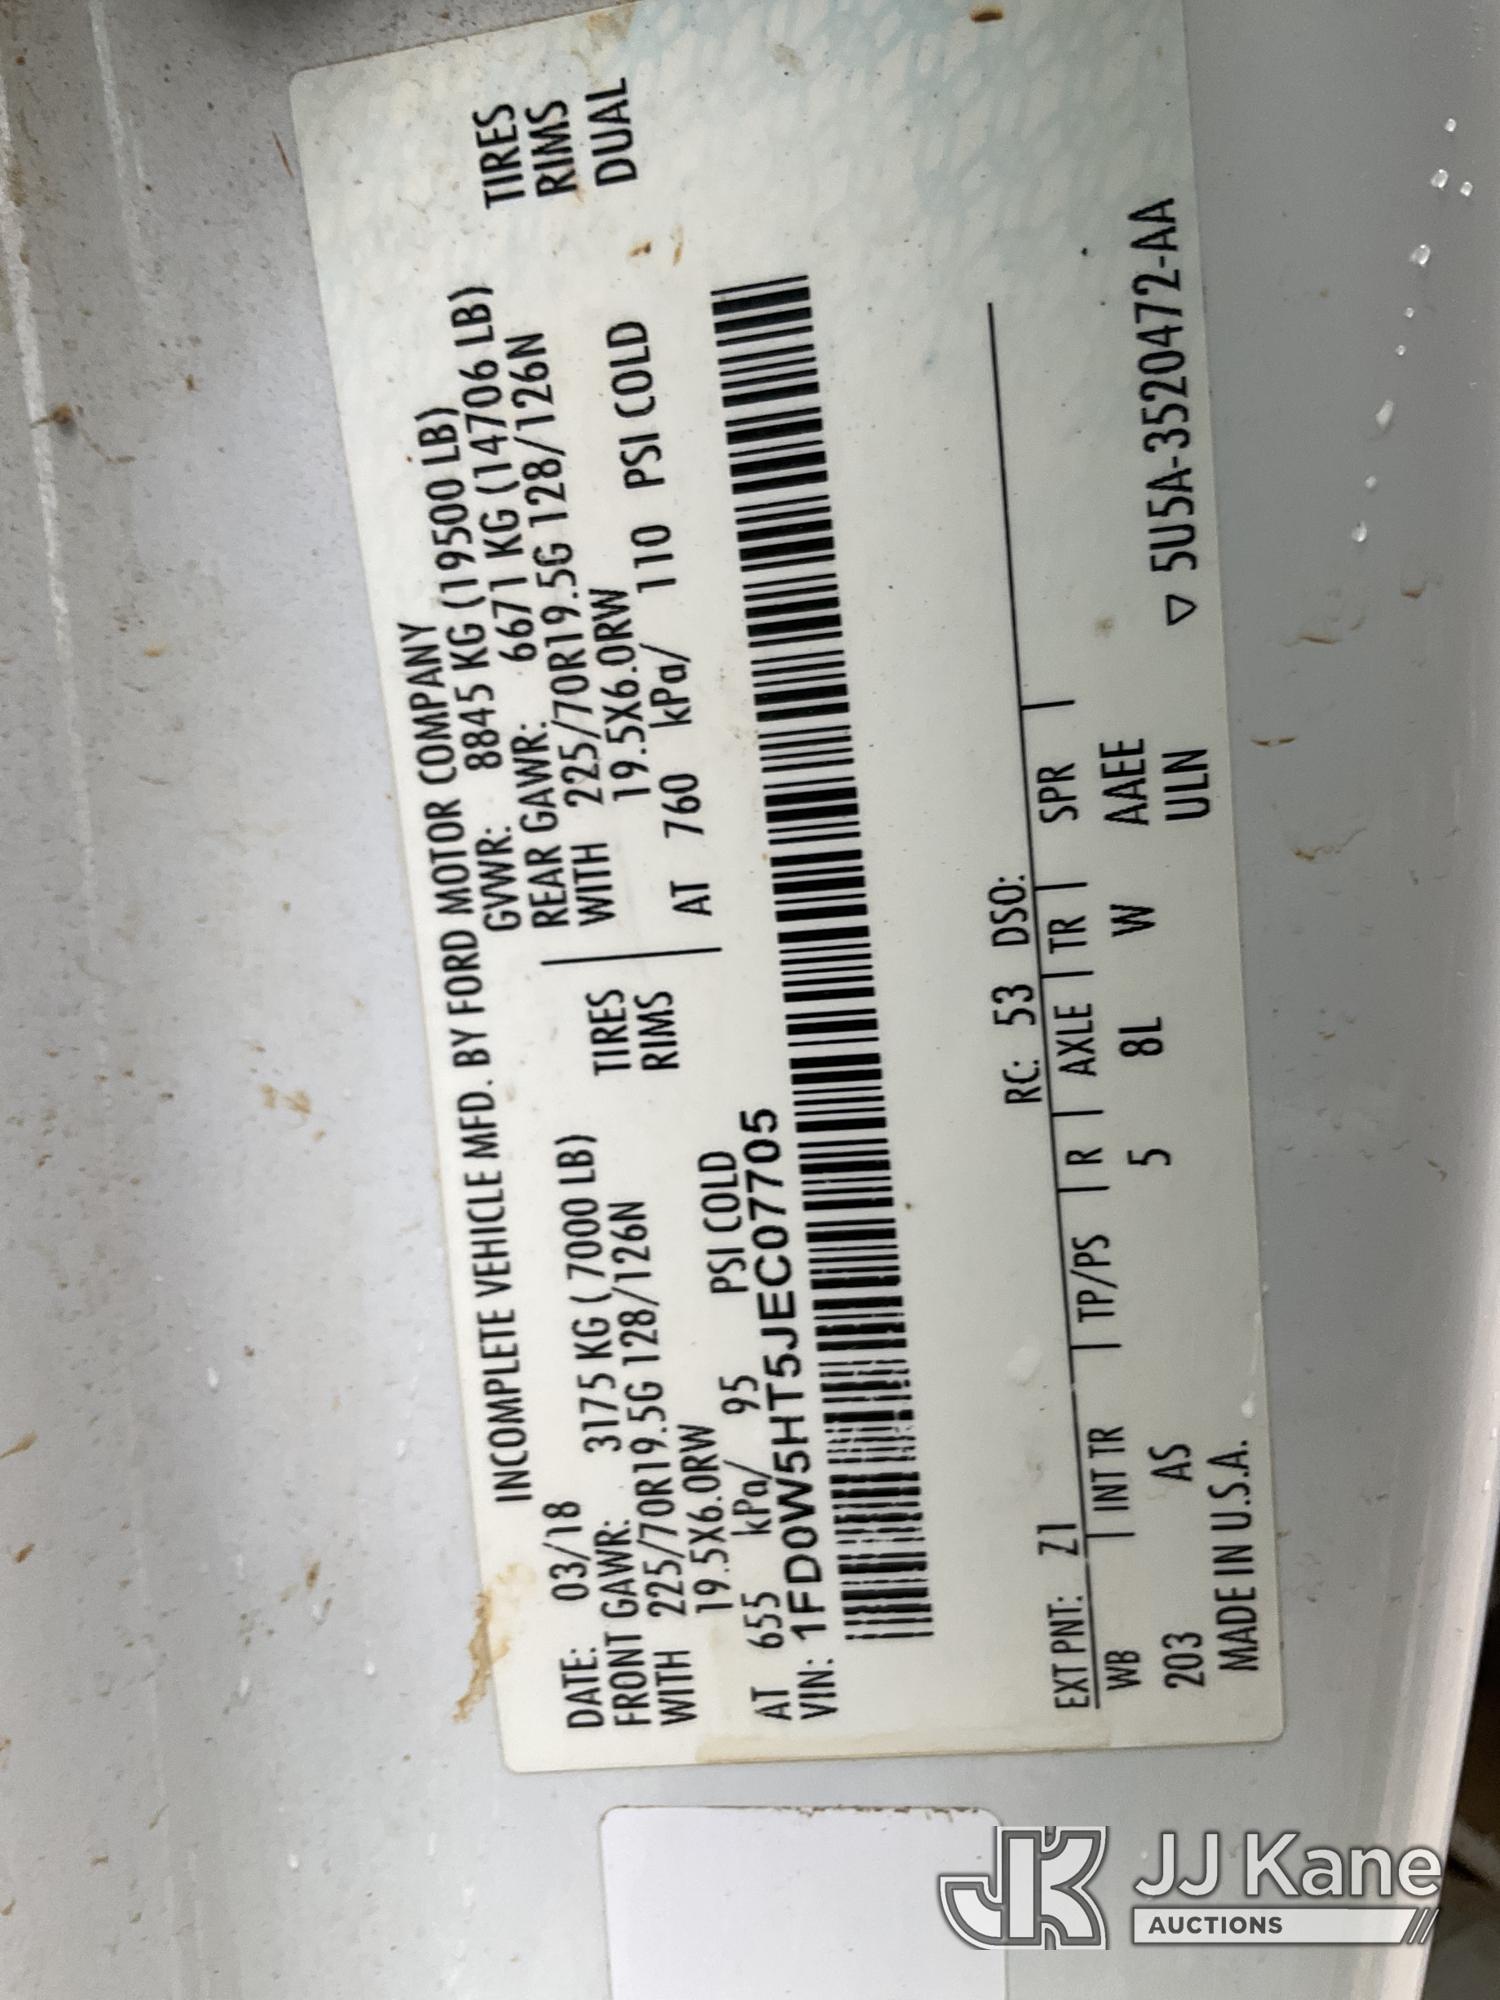 INCOMPLETE VEHICLE MFD. BY FORD MOTOR COMPANY
DATE: 03/18 GVWR: 8845 KG (19500 LB)
FRONT GAWR: 3175 KG ( 7000 LB) REAR GAWR: 6671 KG (14706 LB)
WITH 225/70R19.5G 128/126N TIRES WITH 225/70R19.5G 128/126N TIRES
19.5X6.0RW RIMS 19.5X6.0RW RIMS
AT 655 kPa/ 95 PSI COLD AT 760 kPa/ 110 PSI COLD DUAL
VIN: 1FD0W5HT5JEC07705
EXT PNT: Z1 RC: 53 DSO:
WB | INT TR | TP/PS | R | AXLE | TR | SPR |
203 AS 5 8L W AAEE
ULN
MADE IN U.S.A. ▽ 5U5A-3520472-AA
JK JJ Kane
AUCTIONS